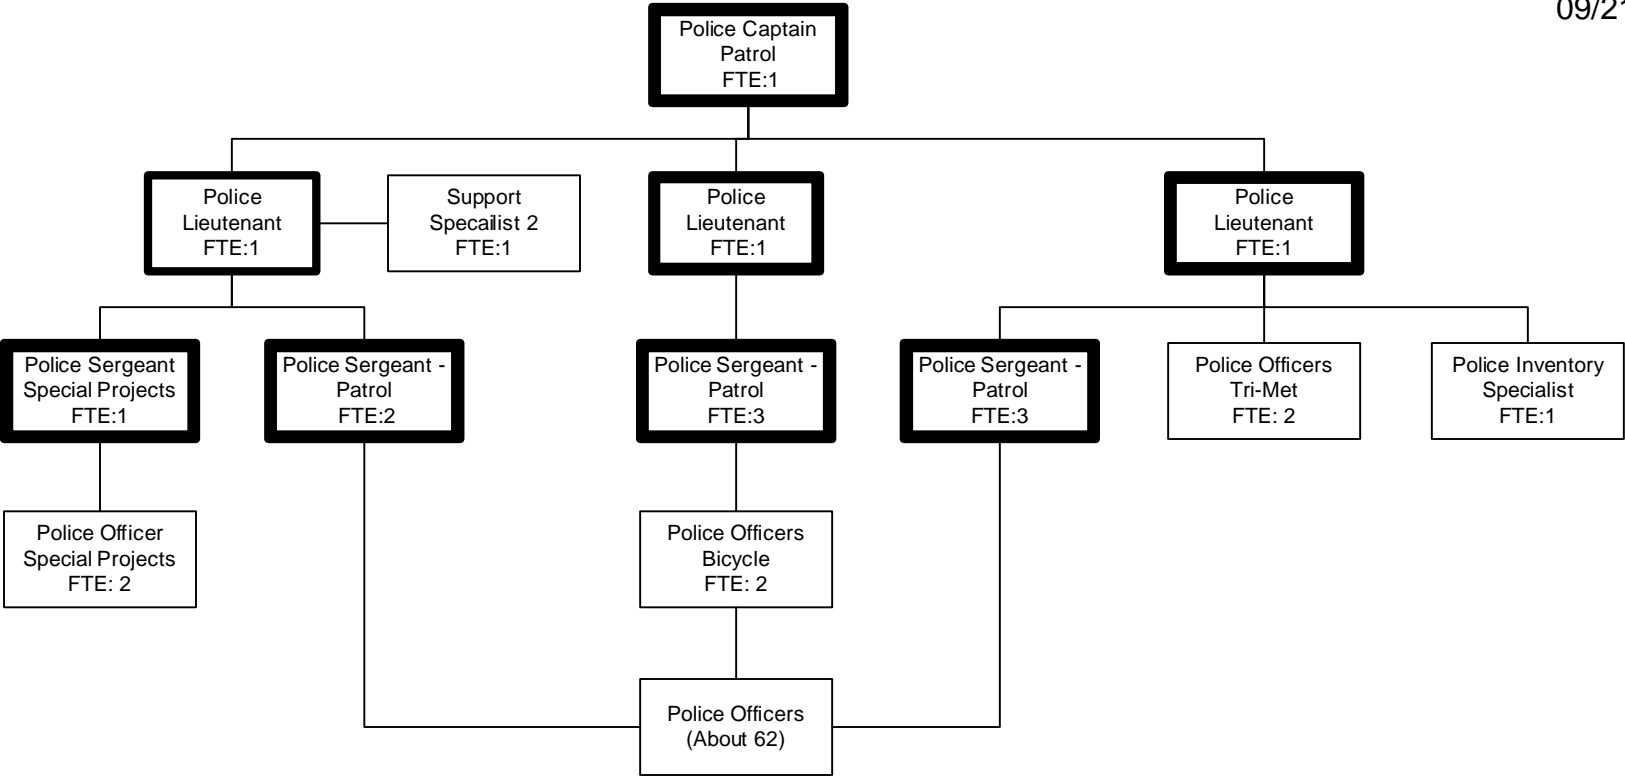 09/21
Police Captain
Patrol
FTE:1
Police
Lieutenant
FTE:1
Support
Specailist 2
FTE:1
Police
Lieutenant
FTE:1
Police
Lieutenant
FTE:1
Police Sergeant
Special Projects
FTE:1
Police Sergeant -
Patrol
FTE:2
Police Sergeant -
Patrol
FTE:3
Police Sergeant -
Patrol
FTE:3
Police Officers
Tri-Met
FTE: 2
Police Inventory
Specialist
FTE:1
Police Officer
Special Projects
FTE: 2
Police Officers
Bicycle
FTE: 2
Police Officers
(About 62)